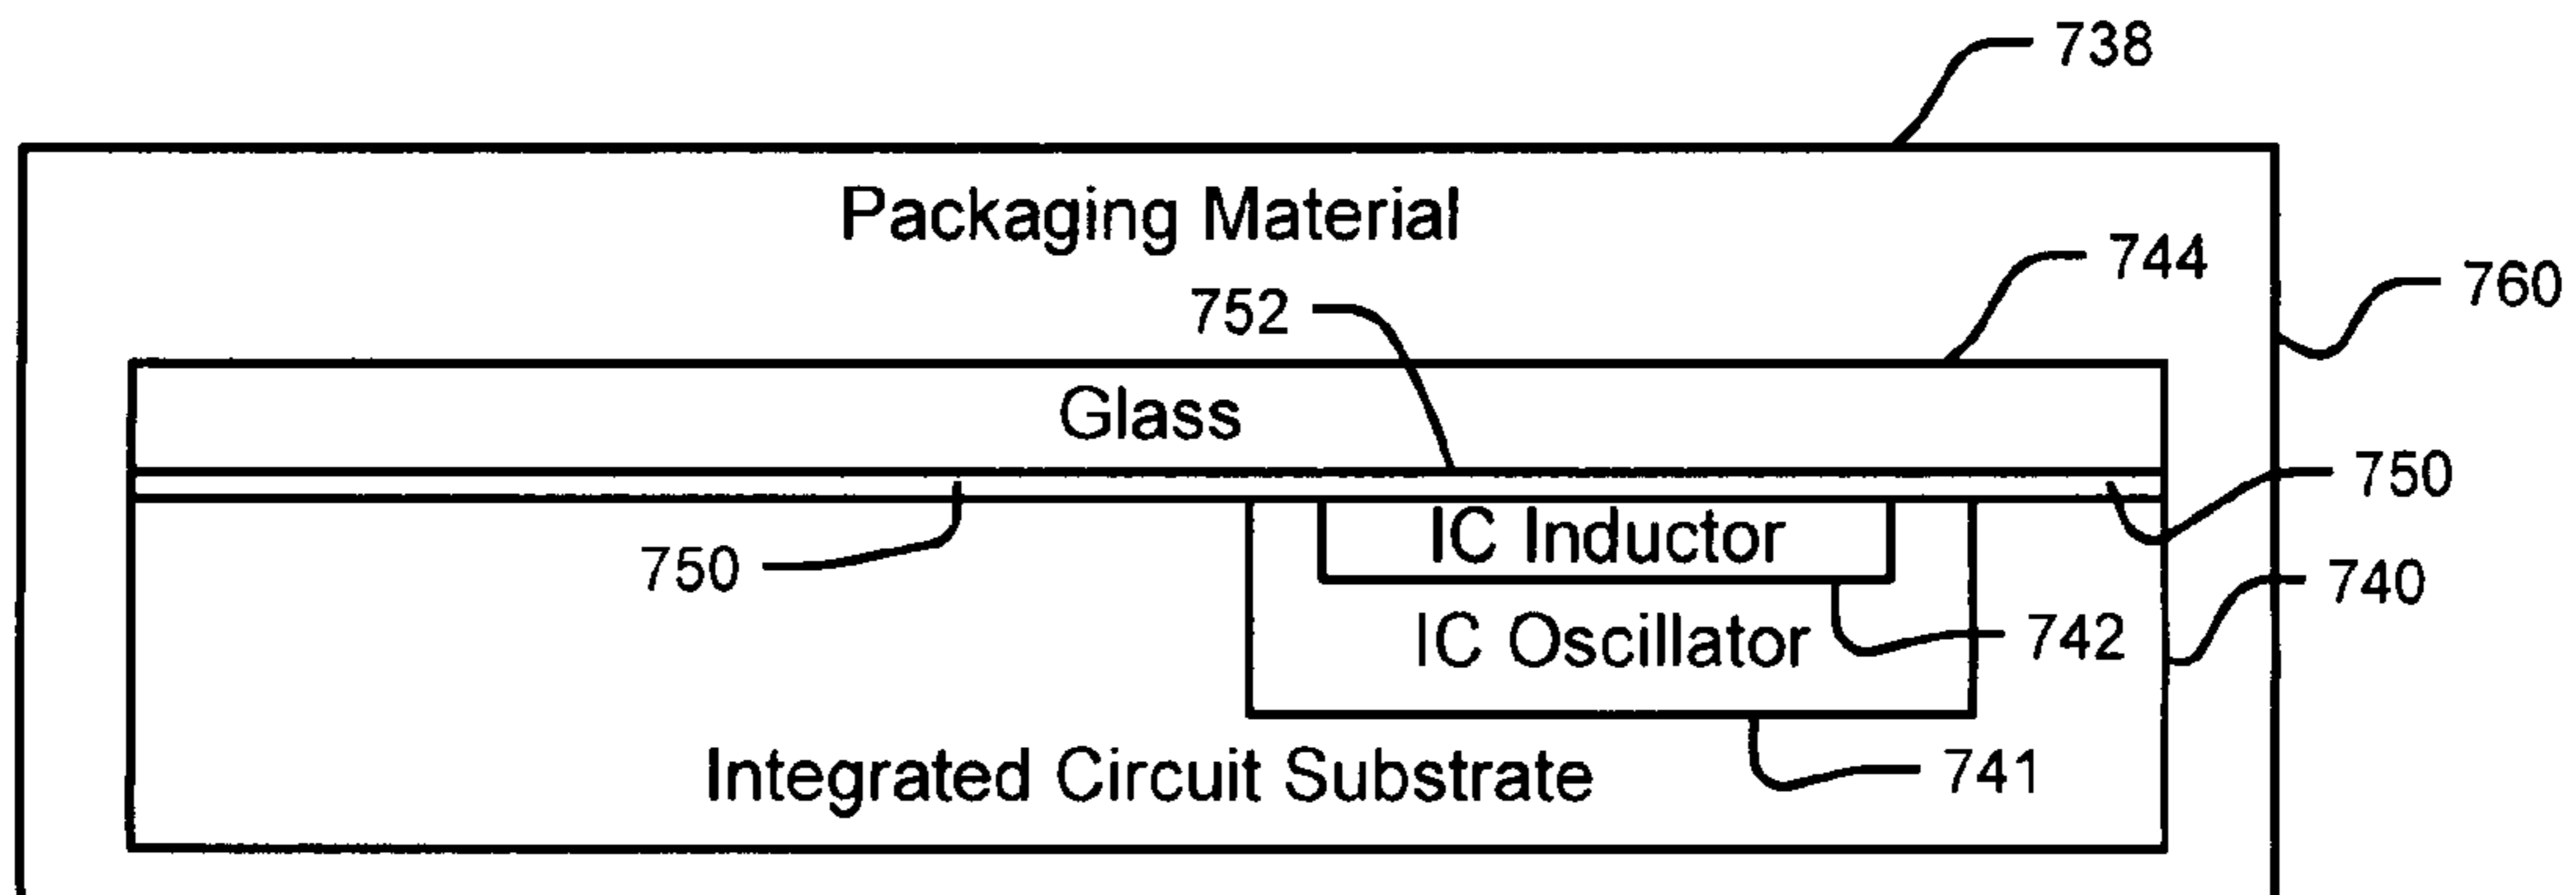 738
Packaging Material
744
760
752
Glass
750
IC Inductor
750
740
742
IC Oscillator
741
Integrated Circuit Substrate